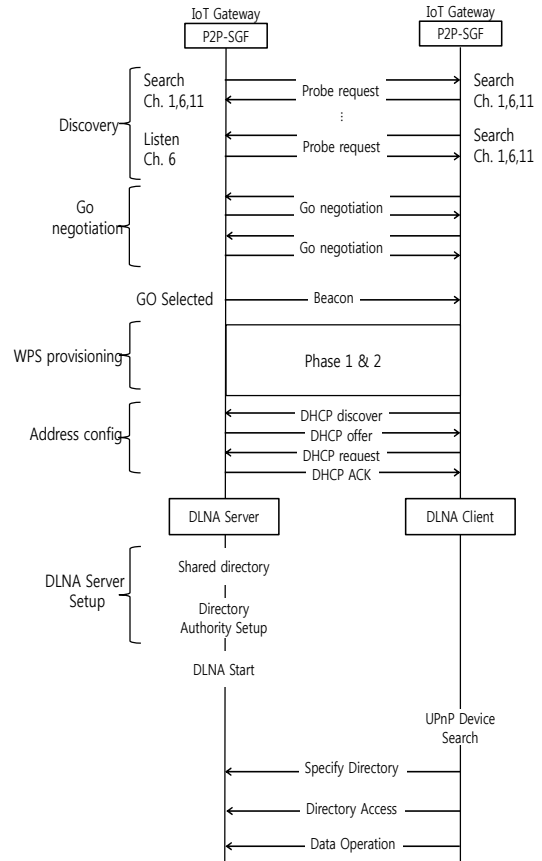 IoT Gateway
IoT Gateway
P2P-SGF
P2P-SGF
Search
Ch. 1,6,11
Probe request
Search
Ch. 1,6,11
...
Discovery
Listen
Ch. 6
Probe request
Search
Ch. 1,6,11
Go
negotiation
Go negotiation
Go negotiation
GO Selected
Beacon
WPS provisioning
Phase 1 & 2
Address config
DHCP discover
DHCP offer
DHCP request
DHCP ACK
DLNA Server
DLNA Client
DLNA Server
Setup
Shared directory
Directory
Authority Setup
DLNA Start
UPnP Device
Search
Specify Directory
Directory Access
Data Operation